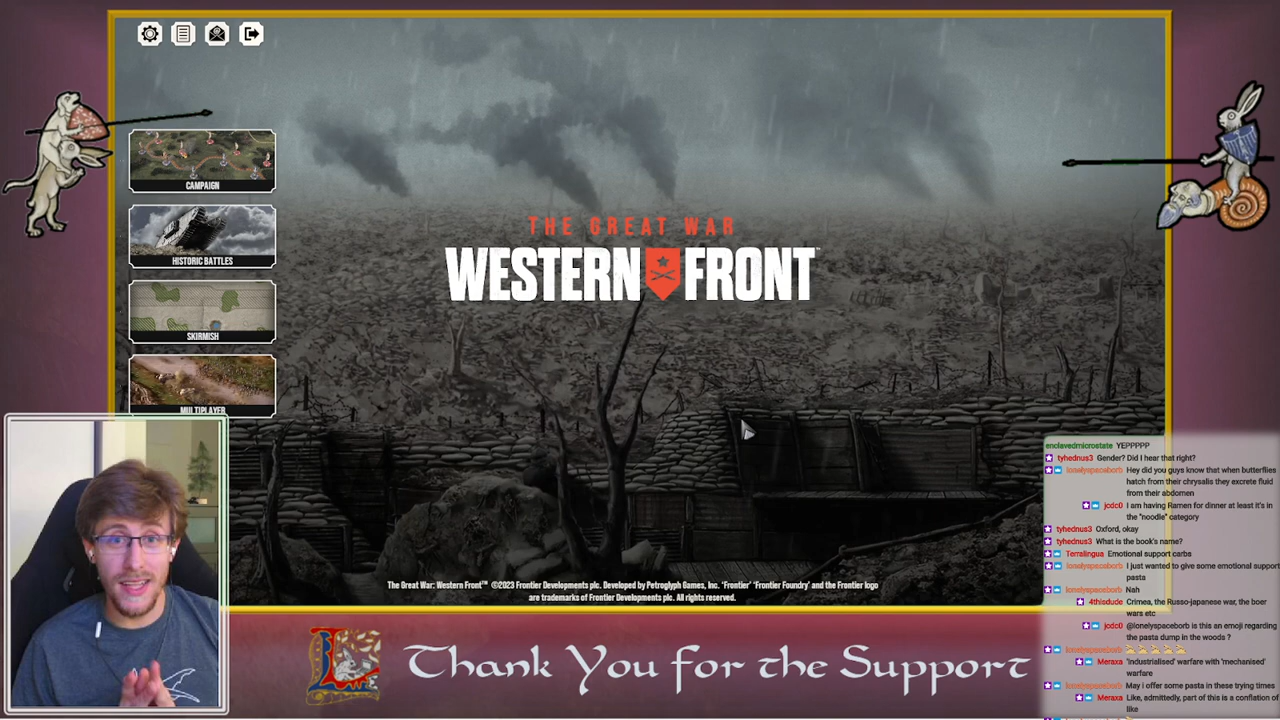 CAMPAIGN
HISTORIC BATTLES
SKIRMISH
MULTIPLAYER
THE GREAT WAR
WESTERN FRONT™
The Great War: Western Front™ ©2023 Frontier Developments plc. Developed by Petroglyph Games, Inc. 'Frontier' 'Frontier Foundry' and the Frontier logo
are trademarks of Frontier Developments plc. All rights reserved.
Thank You for the Support
enclavedmicrostate YEPPPPP
tyhednus3 Gender? Did I hear that right?
lonelyspaceborb Hey did you guys know that when butterflies
hatch from their chrysalis they excrete fluid
from their abdomen
jcdc0 I am having Ramen for dinner at least it's in
the "noodle" category
tyhednus3 Oxford, okay
tyhednus3 What is the book's name?
Terralingua Emotional support carbs
lonelyspaceborb I just wanted to give some emotional support
pasta
lonelyspaceborb Nah
4thisdude Crimea, the Russo-japanese war, the boer
wars etc
jcdc0 @lonelyspaceborb is this an emoji regarding
the pasta dump in the woods ?
lonelyspaceborb
Meraxa 'industrialised' warfare with 'mechanised'
warfare
lonelyspaceborb May i offer some pasta in these trying times
Meraxa Like, admittedly, part of this is a conflation of
like